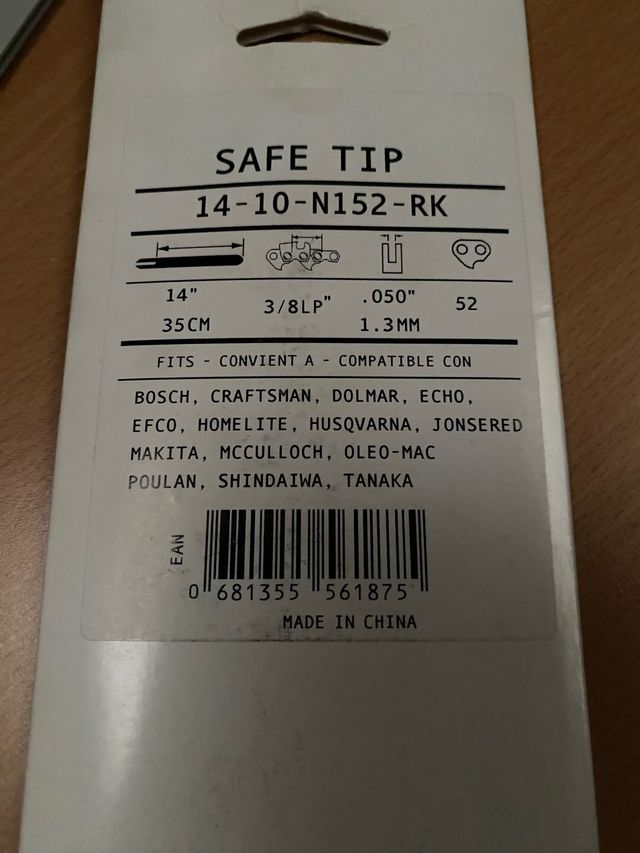 SAFE TIP
14-10-N152-RK
14" 3/8LP" .050" 52
35CM 1.3MM
FITS - CONVIENT A - COMPATIBLE CON
BOSCH, CRAFTSMAN, DOLMAR, ECHO,
EFCO, HOMELITE, HUSQVARNA, JONSERED
MAKITA, MCCULLOCH, OLEO-MAC
POULAN, SHINDAIWA, TANAKA
EAN
0 681355 561875
MADE IN CHINA